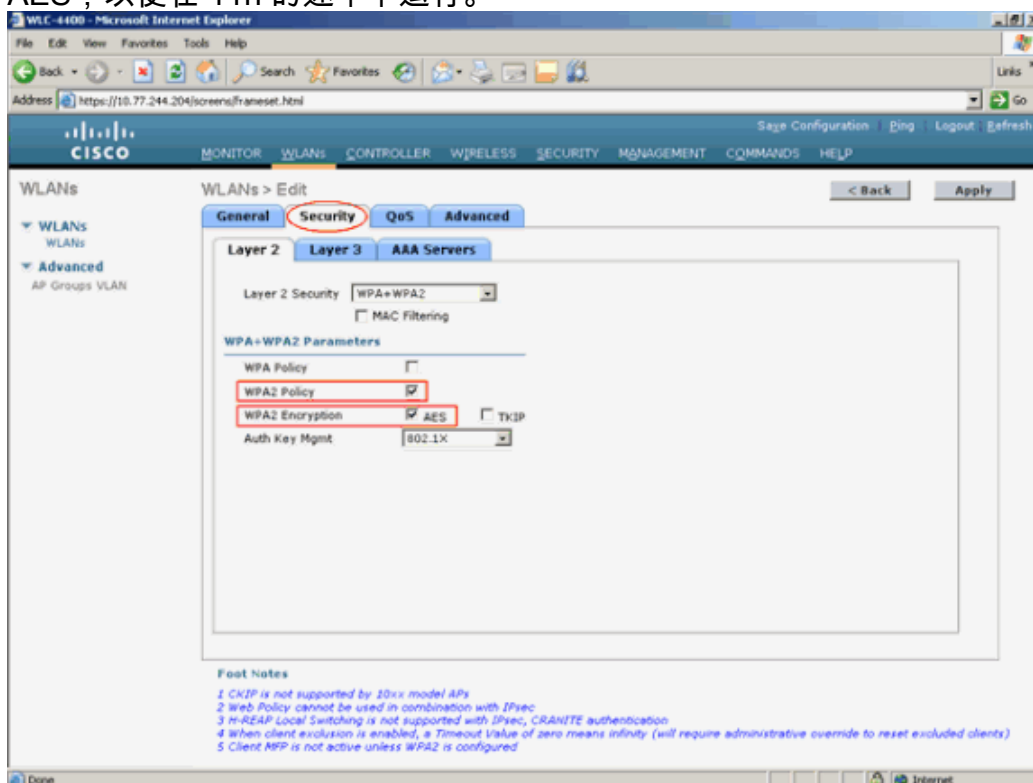 WLC-4400 - Microsoft Internet Explorer
File Edit View Favorites Tools Help
Back Search Favorites Links
Address https://10.77.244.204/screens/frameset.html Go
Save Configuration Ping Logout Refresh
CISCO MONITOR WLANs CONTROLLER WIRELESS SECURITY MANAGEMENT COMMANDS HELP
WLANs
WLANs > Edit
< Back Apply
WLANs
WLANs
Advanced
AP Groups VLAN
General Security QoS Advanced
Layer 2 Layer 3 AAA Servers
Layer 2 Security WPA+WPA2
MAC Filtering
WPA+WPA2 Parameters
WPA Policy
WPA2 Policy
WPA2 Encryption AES TKIP
Auth Key Mgmt 802.1X
Foot Notes
1 CKIP is not supported by 10xx model APs
2 Web Policy cannot be used in combination with IPsec
3 H-REAP Local Switching is not supported with IPsec, CRANITE authentication
4 When client exclusion is enabled, a Timeout Value of zero means infinity (will require administrative override to reset excluded clients)
5 Client MFP is not active unless WPA2 is configured
Done Internet